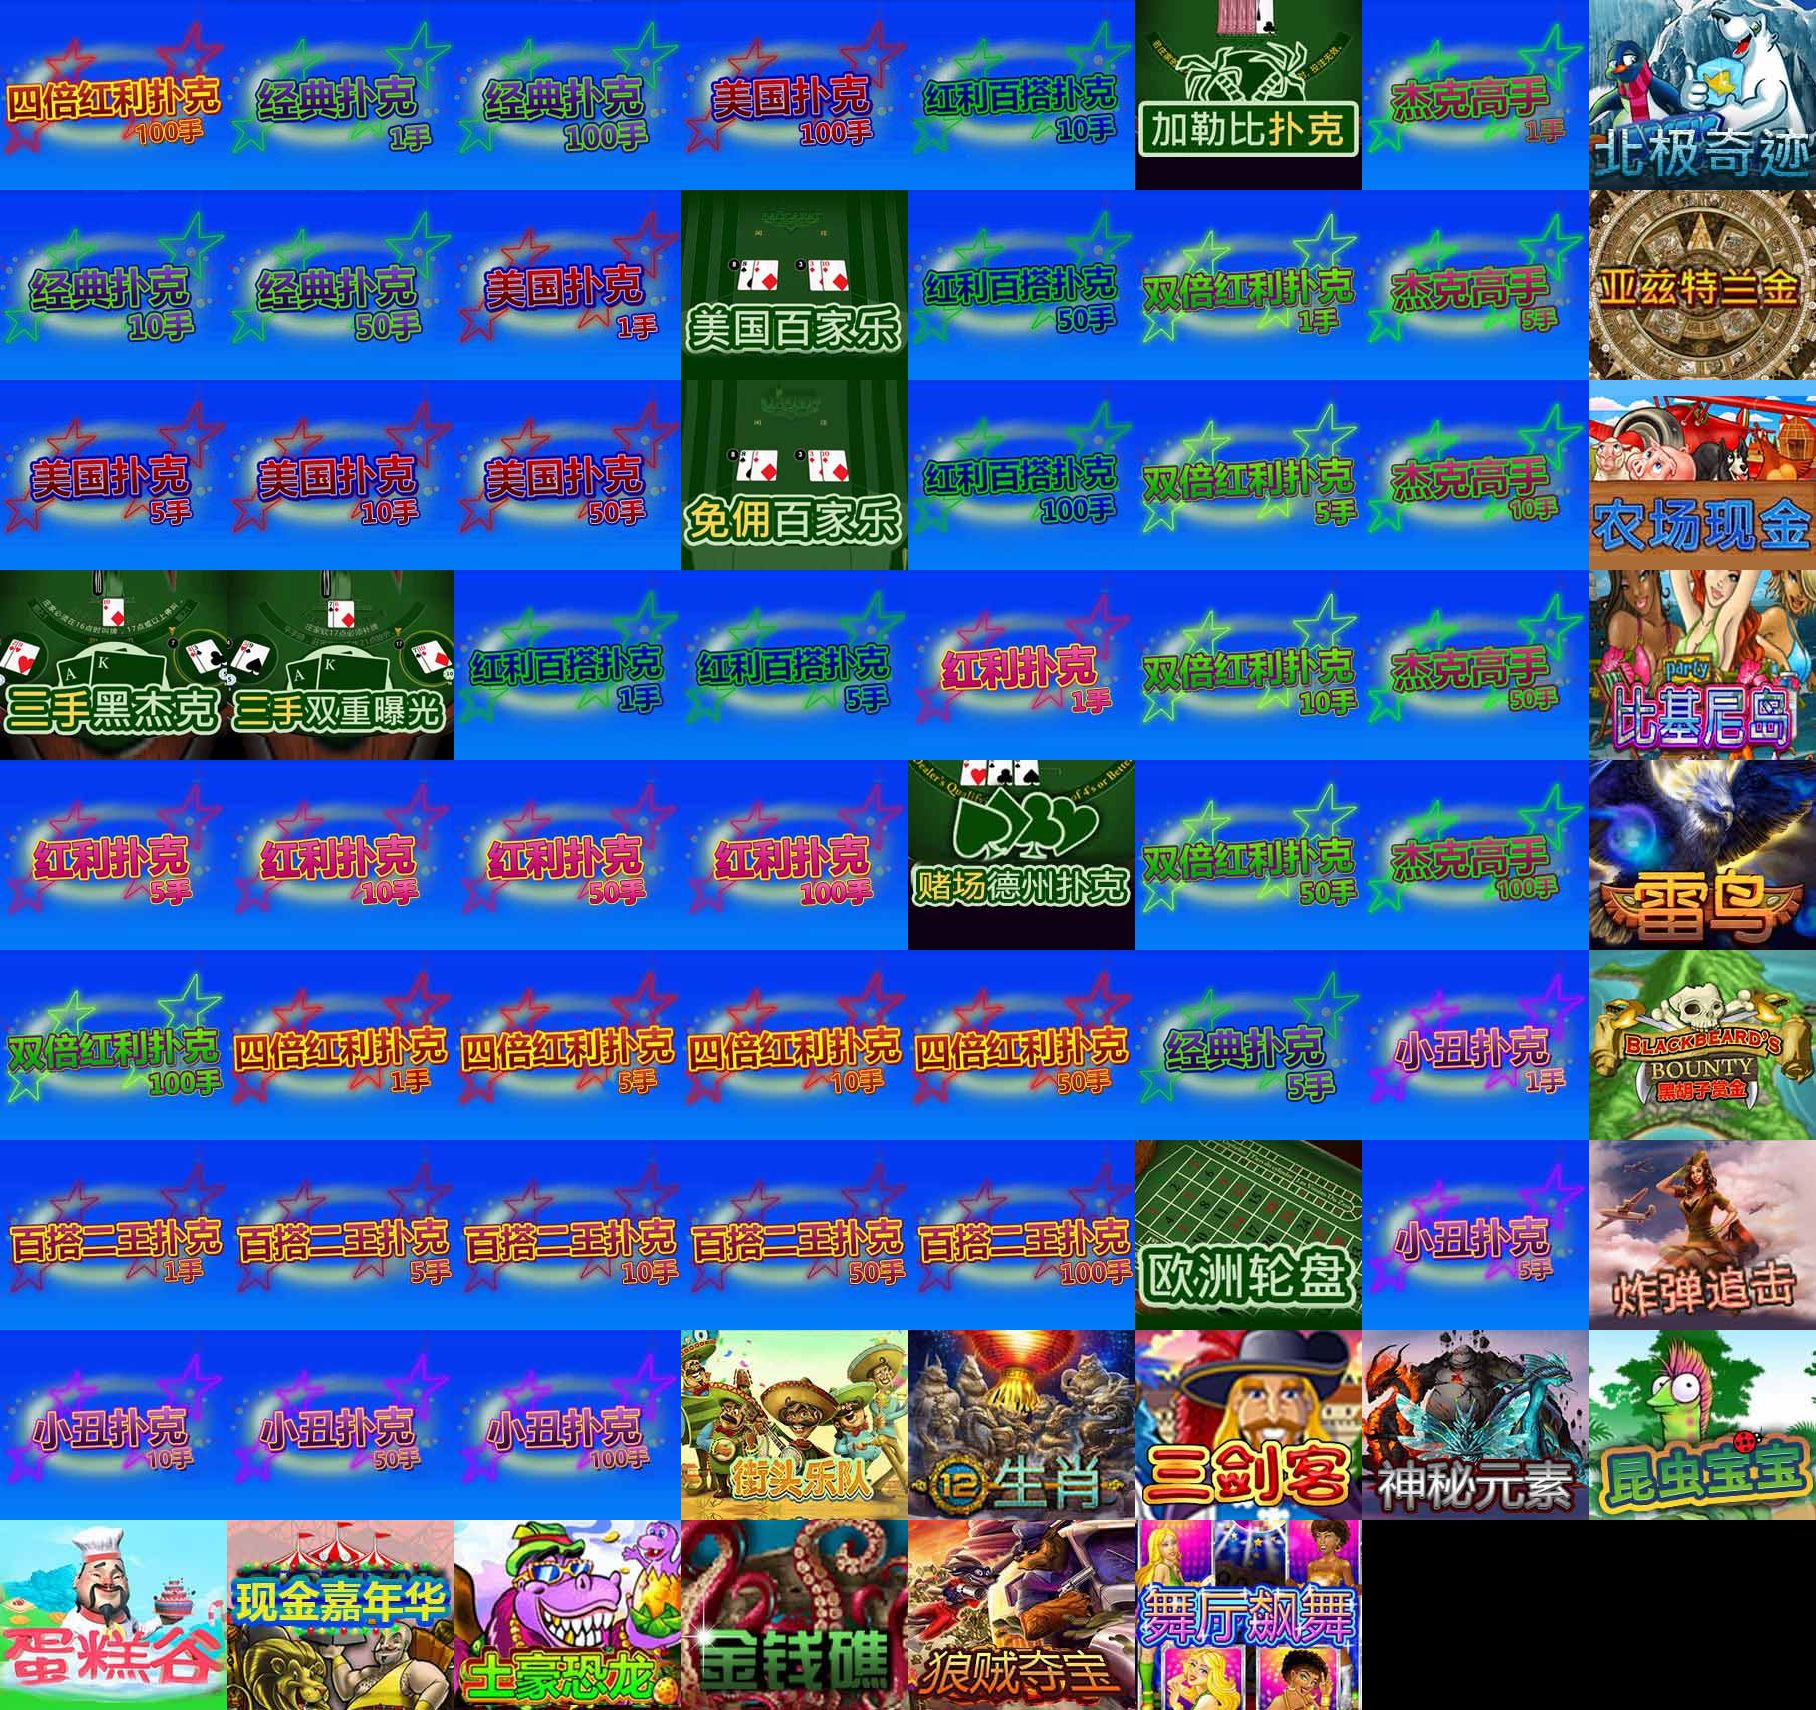 四倍红利扑克
100手
经典扑克
1手
经典扑克
100手
美国扑克
100手
红利百搭扑克
10手
加勒比扑克
杰克高手
1手
北极奇迹
经典扑克
10手
经典扑克
50手
美国扑克
1手
美国百家乐
红利百搭扑克
50手
双倍红利扑克
1手
杰克高手
5手
亚兹特兰金
美国扑克
5手
美国扑克
10手
美国扑克
50手
免佣百家乐
红利百搭扑克
100手
双倍红利扑克
5手
杰克高手
10手
农场现金
三手黑杰克
三手双重曝光
红利百搭扑克
1手
红利百搭扑克
5手
红利扑克
1手
双倍红利扑克
10手
杰克高手
50手
party
比基尼岛
红利扑克
5手
红利扑克
10手
红利扑克
50手
红利扑克
100手
赌场德州扑克
双倍红利扑克
50手
杰克高手
100手
雷鸟
双倍红利扑克
100手
四倍红利扑克
1手
四倍红利扑克
5手
四倍红利扑克
10手
四倍红利扑克
50手
经典扑克
5手
小丑扑克
1手
BLACKBEARD'S
BOUNTY
黑胡子赏金
百搭二王扑克
1手
百搭二王扑克
5手
百搭二王扑克
10手
百搭二王扑克
50手
百搭二王扑克
100手
欧洲轮盘
小丑扑克
5手
炸弹追击
小丑扑克
10手
小丑扑克
50手
小丑扑克
100手
街头乐队
12生肖
三剑客
神秘元素
昆虫宝宝
蛋糕谷
现金嘉年华
土豪恐龙
金钱礁
狼贼夺宝
舞厅飙舞